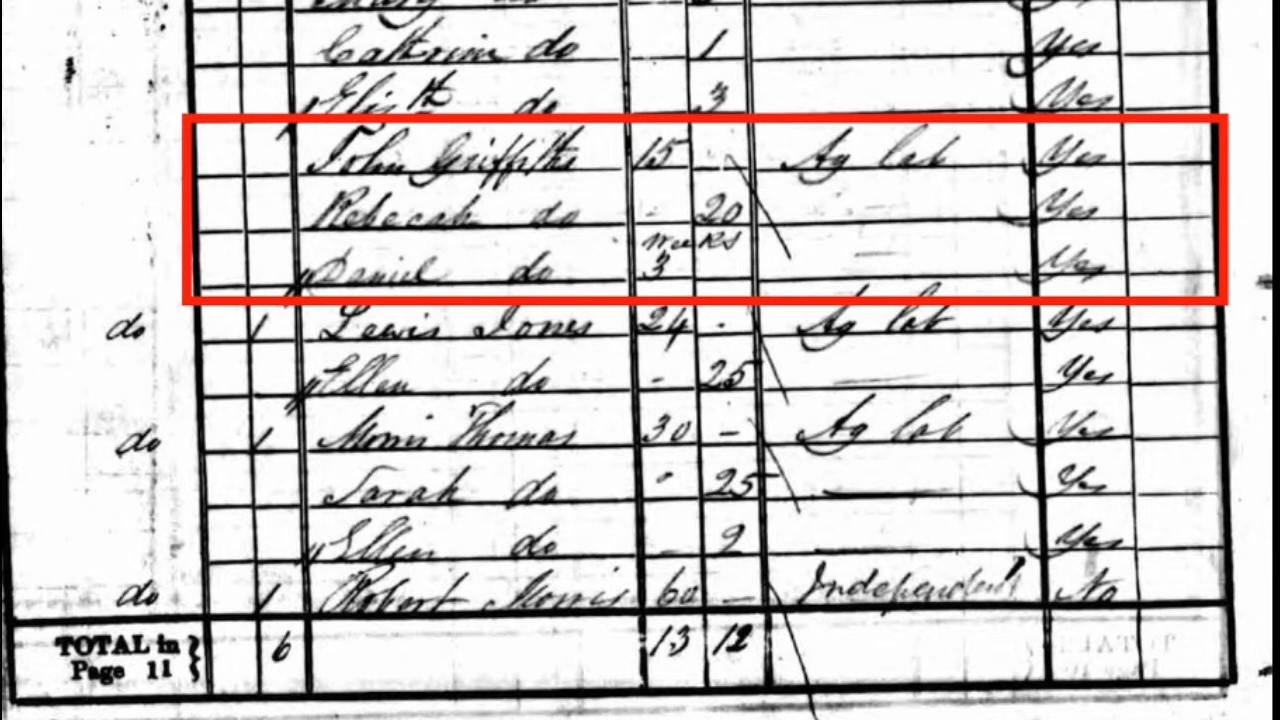 Cathrine do - 1 Yes
Elisth do 3 Yes
John Griffiths 15 - Ag lab Yes
Rebecah do - 20 — Yes
weeks
Daniel do 3 — Yes
do 1 Lewis Jones 24 - Ag lab Yes
Ellen do - 25 — Yes
do 1 Morris Thomas 30 - Ag lab Yes
Sarah do - 25 — Yes
Ellen do - 2 — Yes
do 1 Robert Morris 60 - Independent No
TOTAL in 6 13 12
Page 11